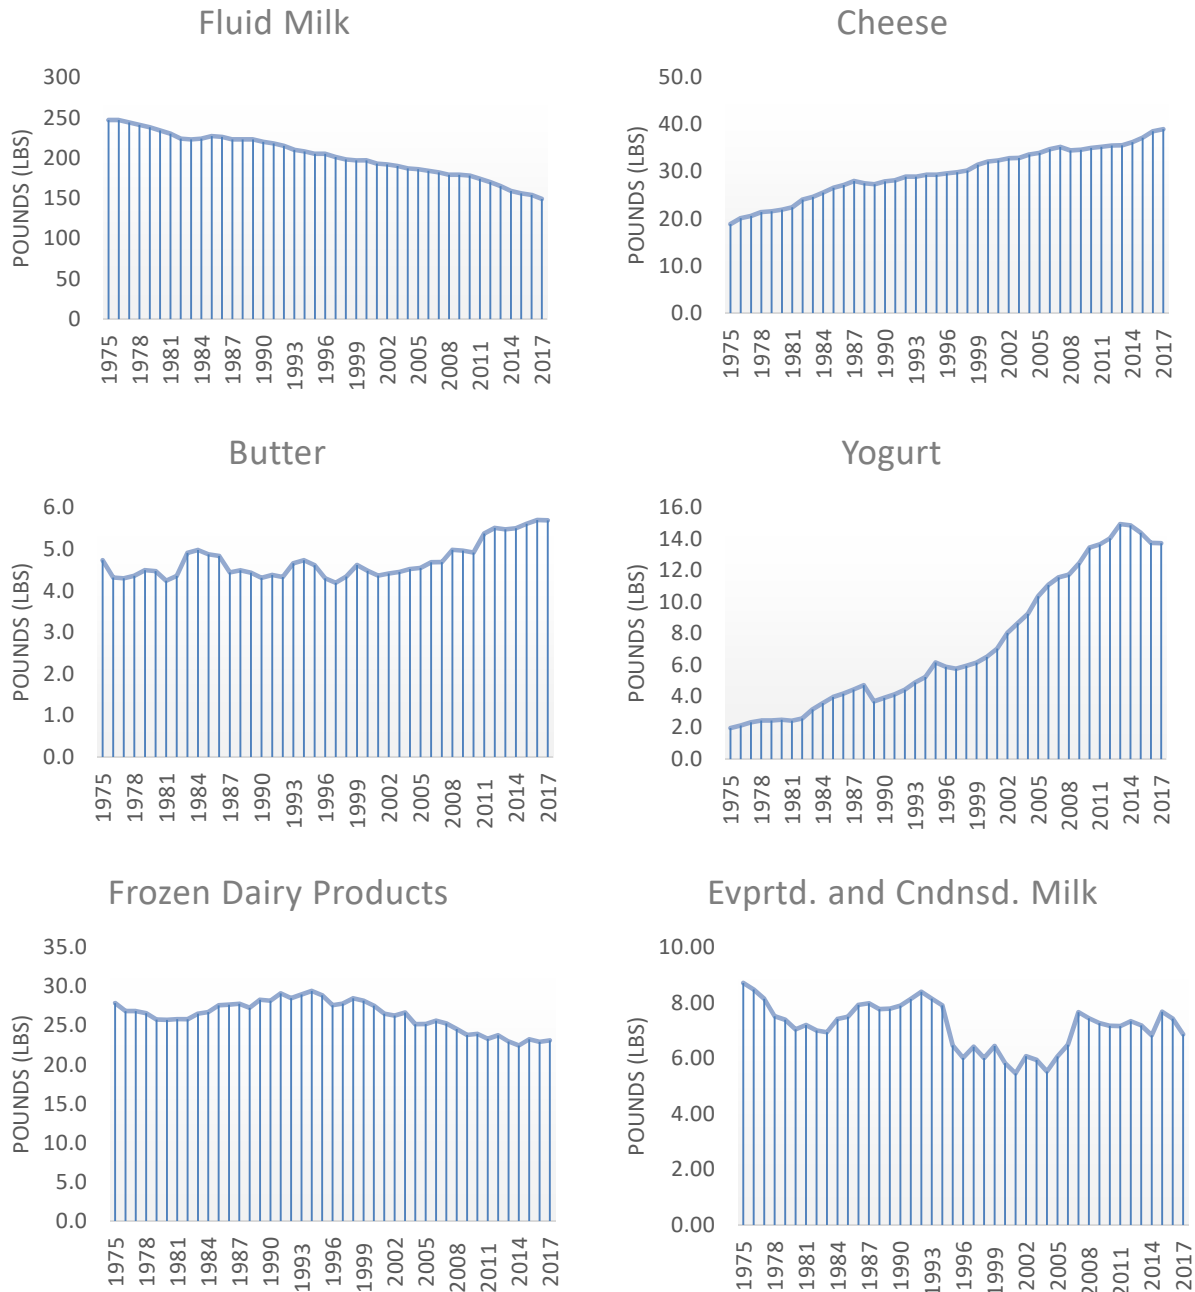 Fluid Milk
POUNDS (LBS)
300
250
200
150
100
50
0
1975 1978 1981 1984 1987 1990 1993 1996 1999 2002 2005 2008 2011 2014 2017
Cheese
POUNDS (LBS)
50.0
40.0
30.0
20.0
10.0
0.0
1975 1978 1981 1984 1987 1990 1993 1996 1999 2002 2005 2008 2011 2014 2017
Butter
POUNDS (LBS)
6.0
5.0
4.0
3.0
2.0
1.0
0.0
1975 1978 1981 1984 1987 1990 1993 1996 1999 2002 2005 2008 2011 2014 2017
Yogurt
POUNDS (LBS)
16.0
14.0
12.0
10.0
8.0
6.0
4.0
2.0
0.0
1975 1978 1981 1984 1987 1990 1993 1996 1999 2002 2005 2008 2011 2014 2017
Frozen Dairy Products
POUNDS (LBS)
35.0
30.0
25.0
20.0
15.0
10.0
5.0
0.0
1975 1978 1981 1984 1987 1990 1993 1996 1999 2002 2005 2008 2011 2014 2017
Evprtd. and Cndnsd. Milk
POUNDS (LBS)
10.00
8.00
6.00
4.00
2.00
0.00
1975 1978 1981 1984 1987 1990 1993 1996 1999 2002 2005 2008 2011 2014 2017